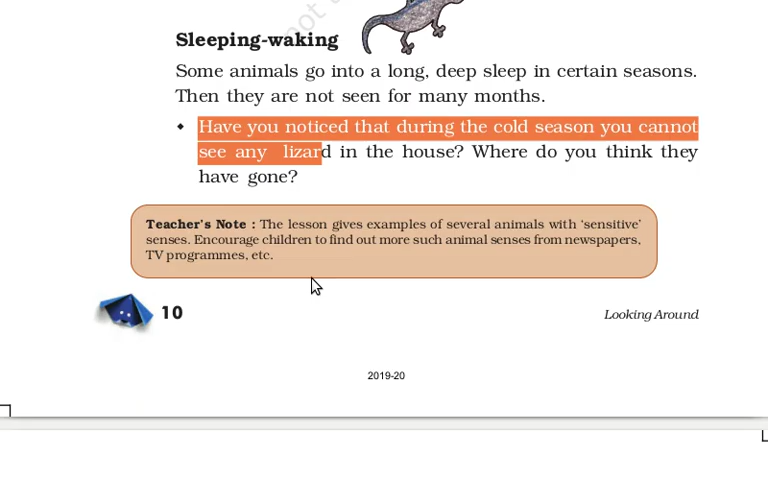 not t
Sleeping-waking
Some animals go into a long, deep sleep in certain seasons.
Then they are not seen for many months.
Have you noticed that during the cold season you cannot
see any lizard in the house? Where do you think they
have gone?
Teacher's Note : The lesson gives examples of several animals with 'sensitive'
senses. Encourage children to find out more such animal senses from newspapers,
TV programmes, etc.
10
Looking Around
2019-20